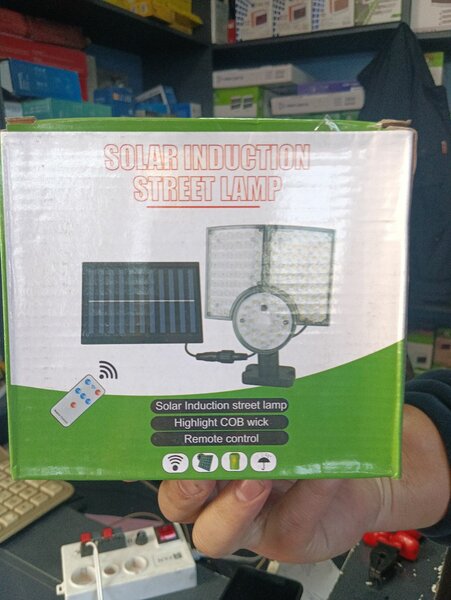 SOLAR INDUCTION
STREET LAMP
Solar Induction street lamp
Highlight COB wick
Remote control